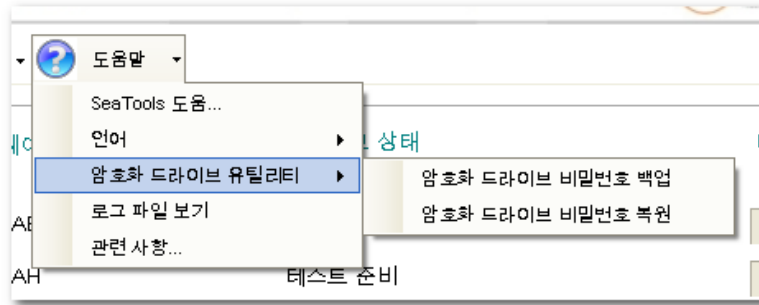 도움말
SeaTools 도움...
언어
상태
암호화 드라이브 유틸리티
암호화 드라이브 비밀번호 백업
로그 파일 보기
암호화 드라이브 비밀번호 복원
관련 사항...
AH
테스트 준비